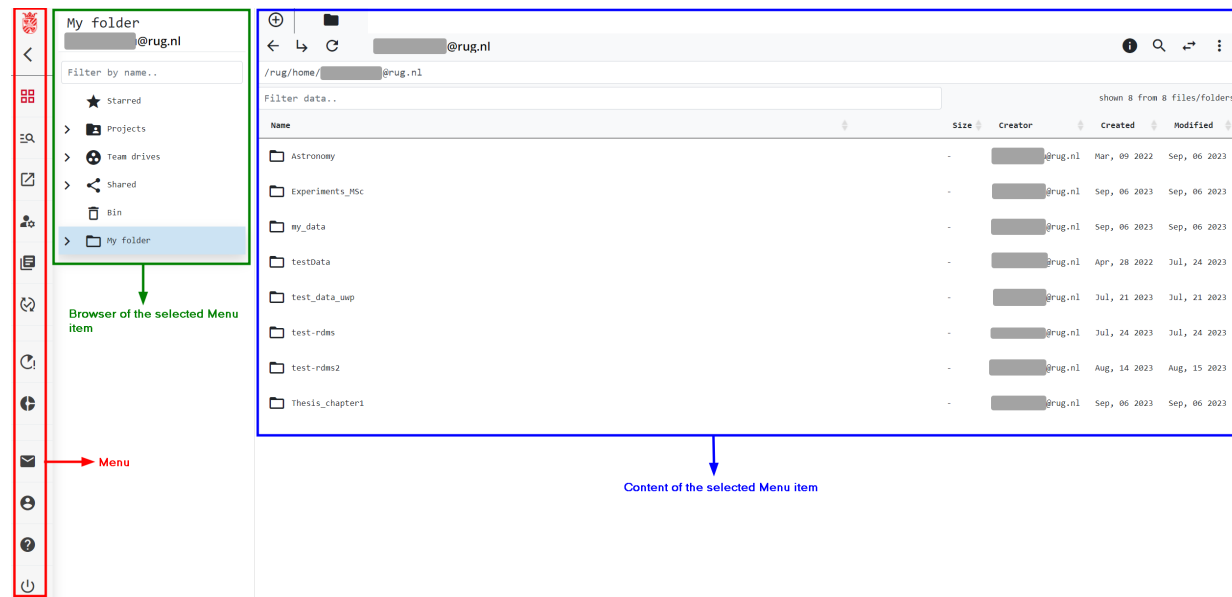 My folder
@rug.nl
Filter by name..
Starred
Projects
Team drives
Shared
Bin
My folder
Browser of the selected Menu
item
Menu
@rug.nl
/rug/home/ @rug.nl
Filter data.. shown 8 from 8 files/folders
Name Size Creator Created Modified
Astronomy - @rug.nl Mar, 09 2022 Sep, 06 2023
Experiments_MSc - @rug.nl Sep, 06 2023 Sep, 06 2023
my_data - @rug.nl Sep, 06 2023 Sep, 06 2023
testData - @rug.nl Apr, 28 2022 Jul, 24 2023
test_data_uwp - @rug.nl Jul, 21 2023 Jul, 21 2023
test-rdms - @rug.nl Jul, 24 2023 Jul, 24 2023
test-rdms2 - @rug.nl Aug, 14 2023 Aug, 15 2023
Thesis_chapter1 - @rug.nl Sep, 06 2023 Sep, 06 2023
Content of the selected Menu item